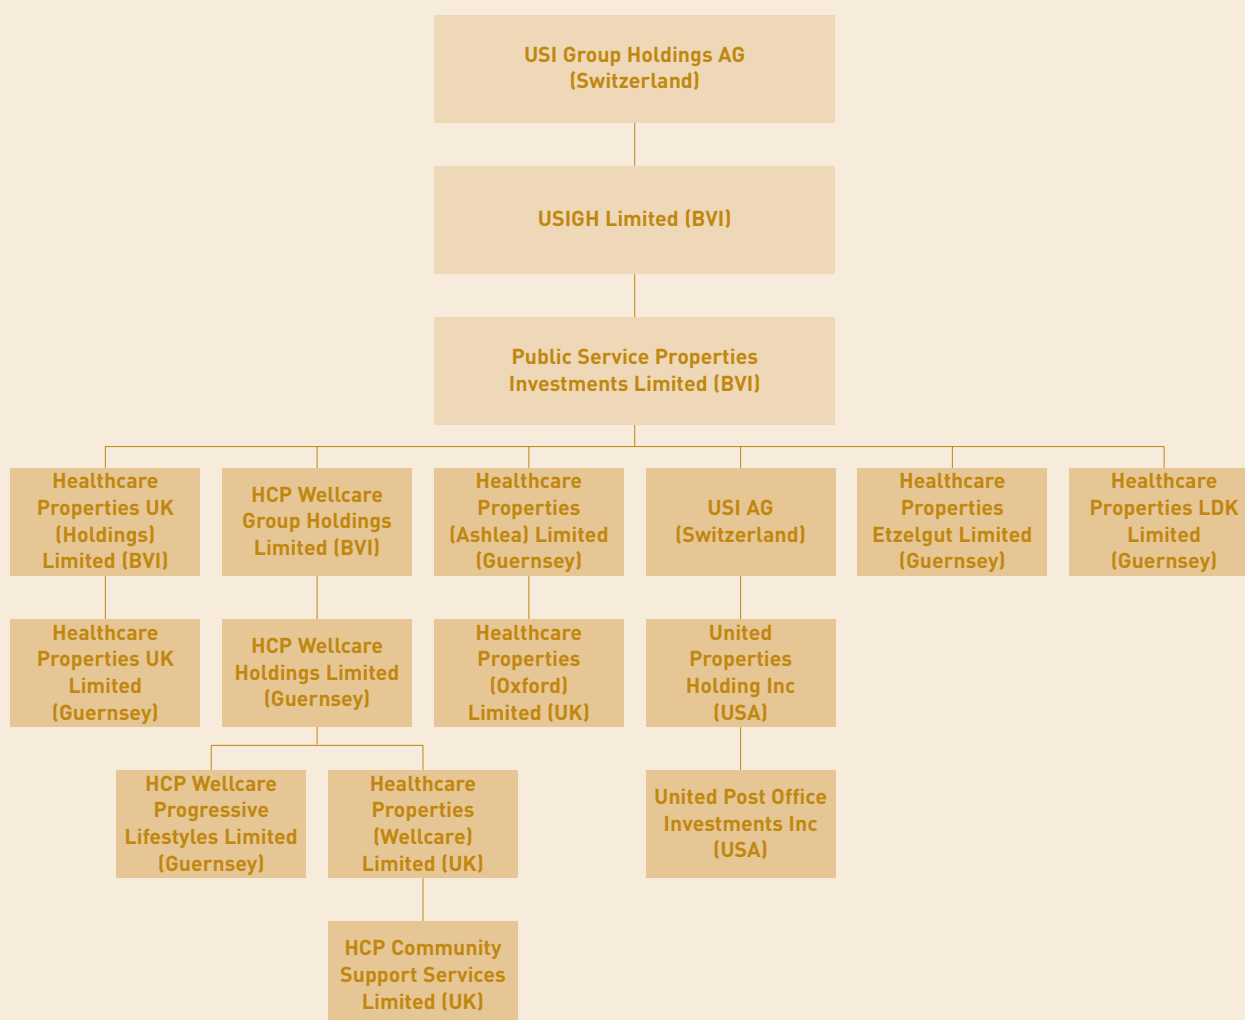 USI Group Holdings AG
(Switzerland)
USIGH Limited (BVI)
Public Service Properties
Investments Limited (BVI)
Healthcare
Properties UK
(Holdings)
Limited (BVI)
HCP Wellcare
Group Holdings
Limited (BVI)
Healthcare
Properties
(Ashlea) Limited
(Guernsey)
USI AG
(Switzerland)
Healthcare
Properties
Etzelgut Limited
(Guernsey)
Healthcare
Properties LDK
Limited
(Guernsey)
Healthcare
Properties UK
Limited
(Guernsey)
HCP Wellcare
Holdings Limited
(Guernsey)
Healthcare
Properties
(Oxford)
Limited (UK)
United
Properties
Holding Inc
(USA)
HCP Wellcare
Progressive
Lifestyles Limited
(Guernsey)
Healthcare
Properties
(Wellcare)
Limited (UK)
United Post Office
Investments Inc
(USA)
HCP Community
Support Services
Limited (UK)